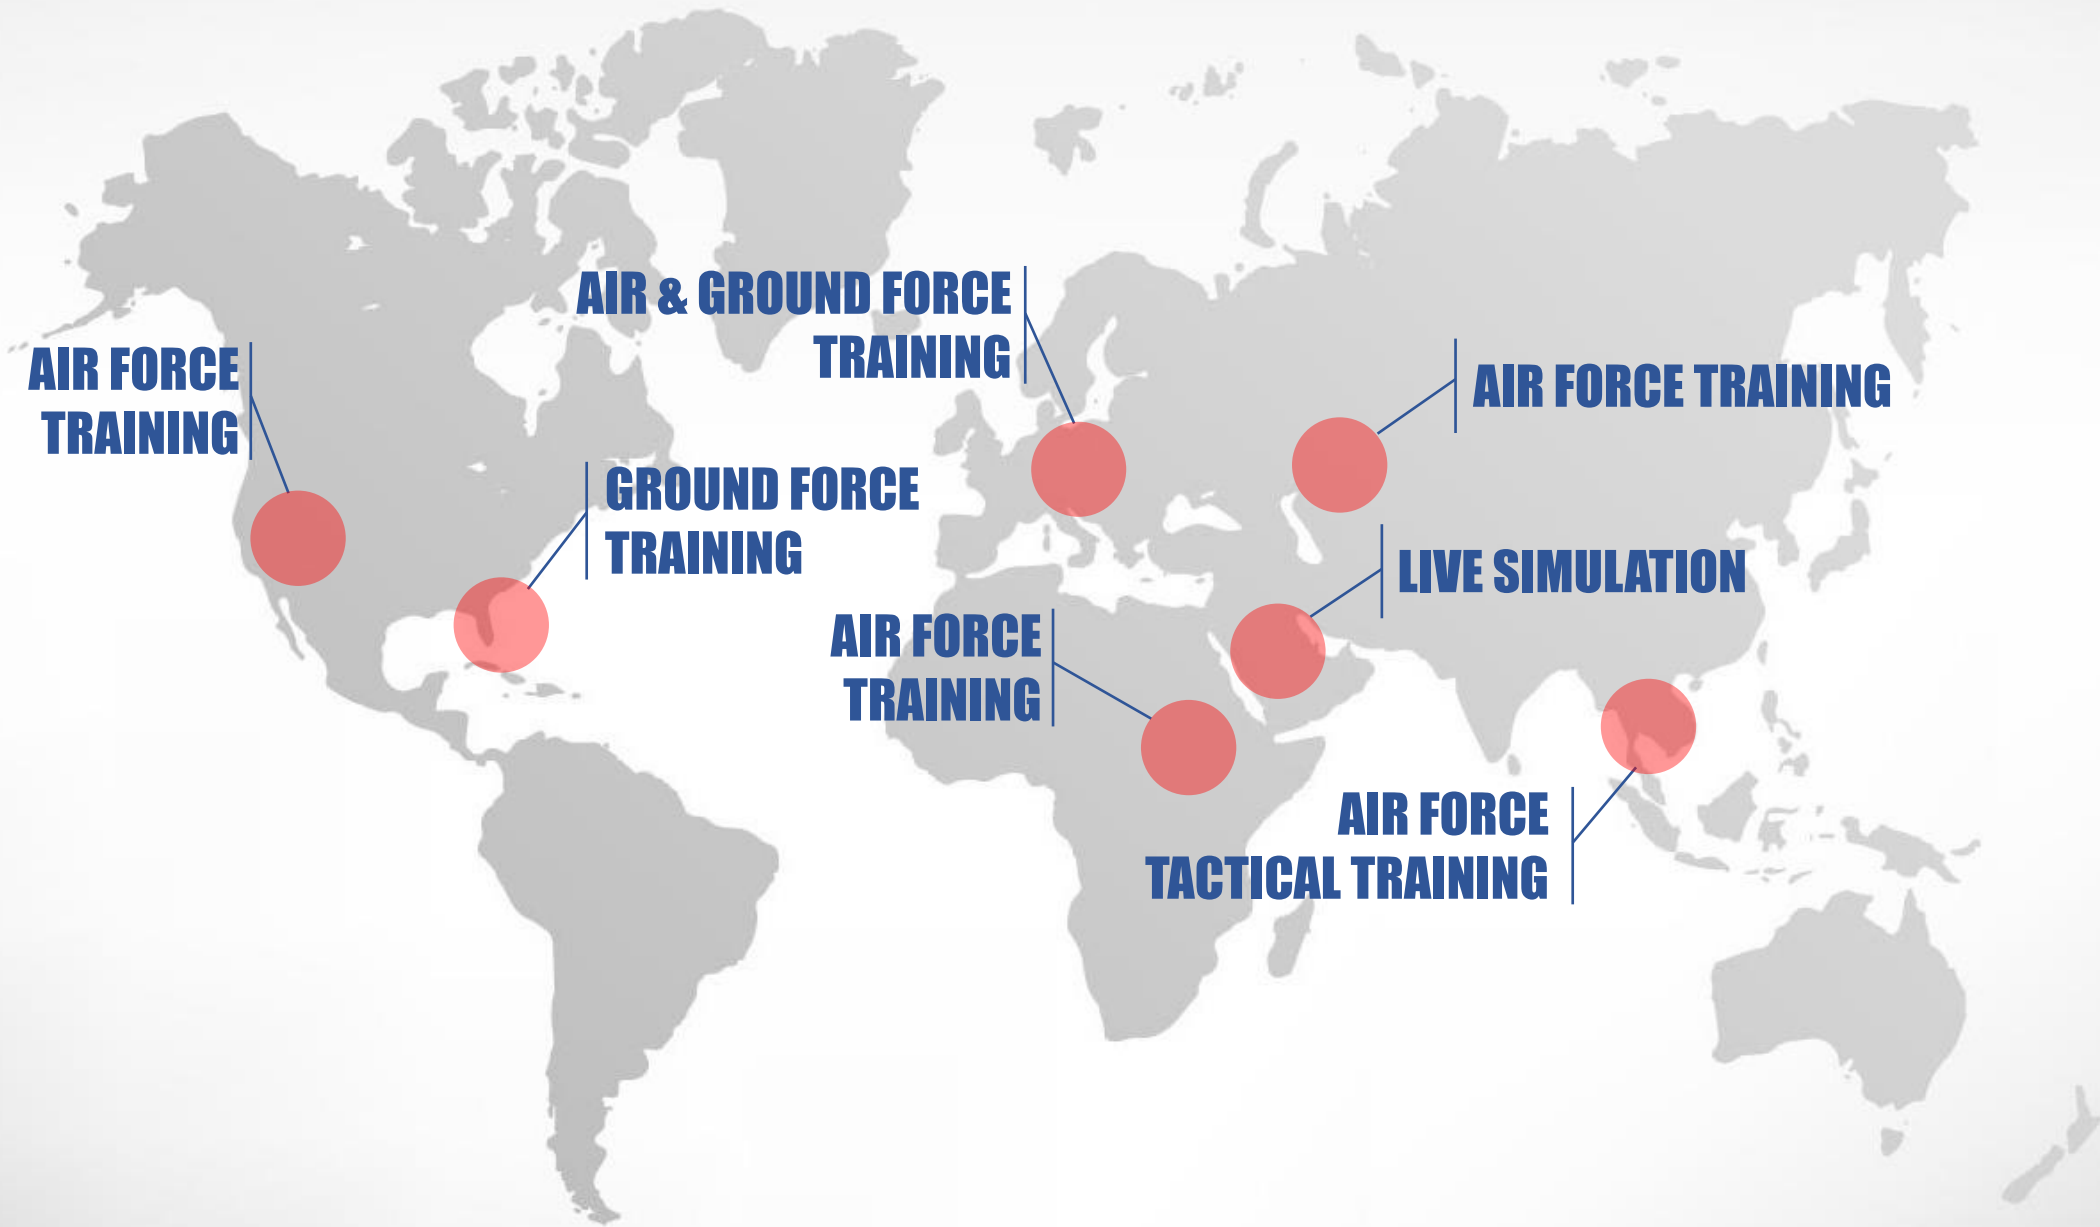 AIR & GROUND FORCE
TRAINING
AIR FORCE
TRAINING
AIR FORCE TRAINING
GROUND FORCE
TRAINING
LIVE SIMULATION
AIR FORCE
TRAINING
AIR FORCE
TACTICAL TRAINING